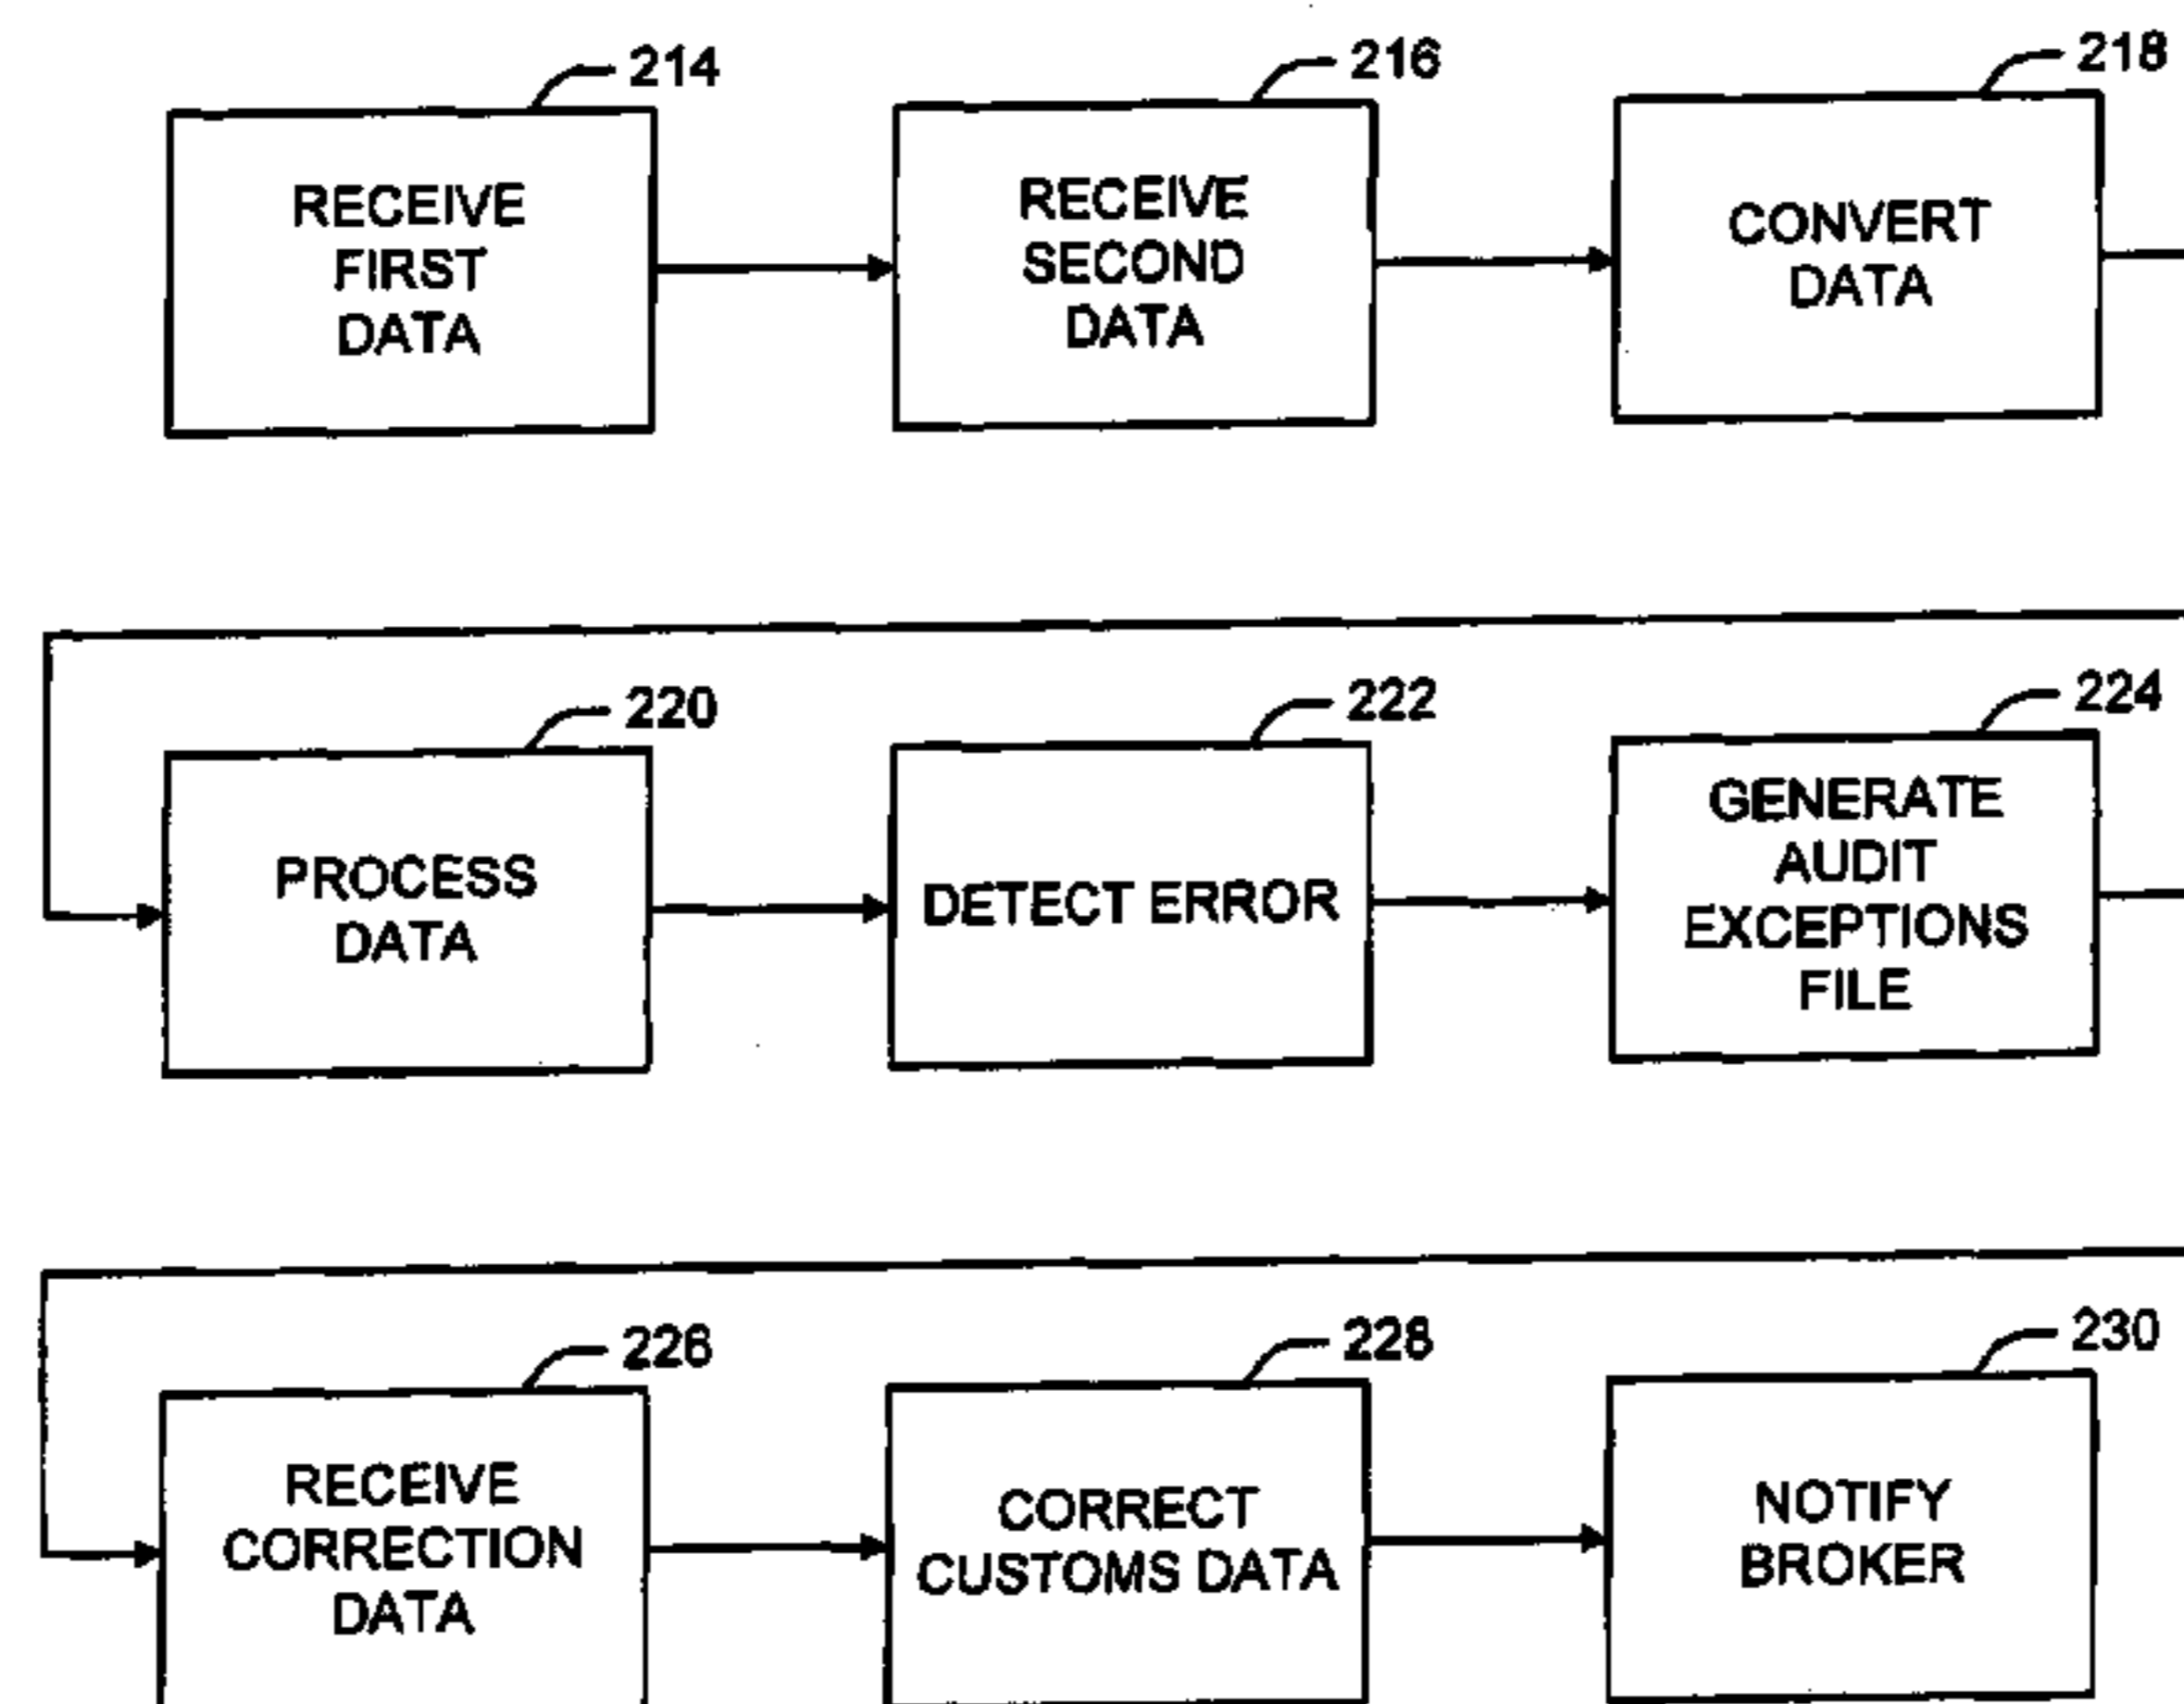 214
216
218
RECEIVE
FIRST
DATA
RECEIVE
SECOND
DATA
CONVERT
DATA
220
222
224
PROCESS
DATA
DETECT ERROR
GENERATE
AUDIT
EXCEPTIONS
FILE
226
228
230
RECEIVE
CORRECTION
DATA
CORRECT
CUSTOMS DATA
NOTIFY
BROKER